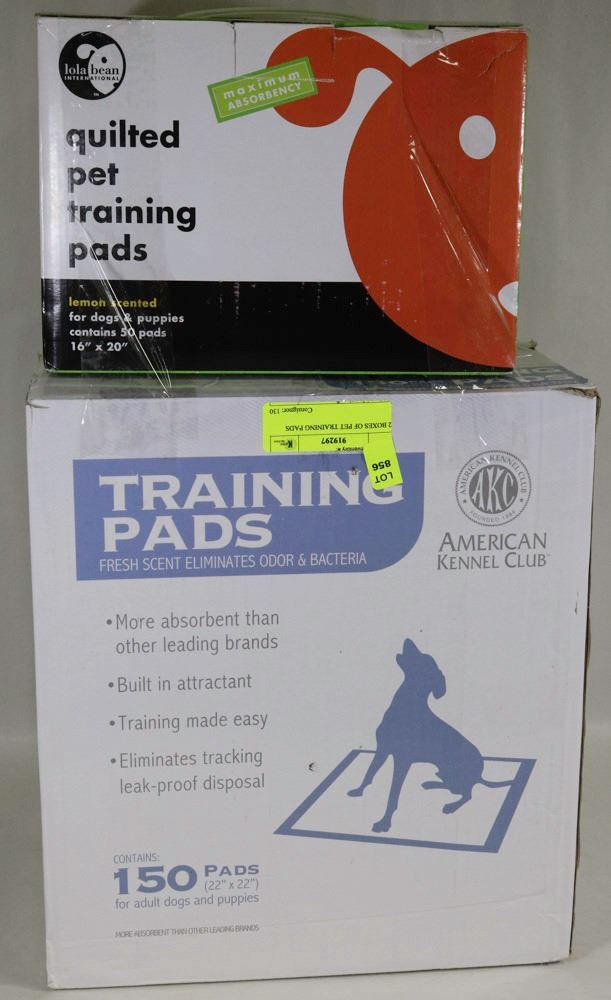 lola bean
INTERNATIONAL
maximum
ABSORBENCY
quilted
pet
training
pads
lemon scented
for dogs & puppies
contains 50 pads
16" x 20"
Consignor: 130
2 BOXES OF PET TRAINING PADS
919297
Inventory
LOT
856
TRAINING
PADS
FRESH SCENT ELIMINATES ODOR & BACTERIA
AMERICAN KENNEL CLUB
AKC
FOUNDED 1884
AMERICAN
KENNEL CLUB
•More absorbent than
other leading brands
•Built in attractant
•Training made easy
•Eliminates tracking
leak-proof disposal
CONTAINS:
150 PADS
(22" x 22")
for adult dogs and puppies
MORE ABSORBENT THAN OTHER LEADING BRANDS